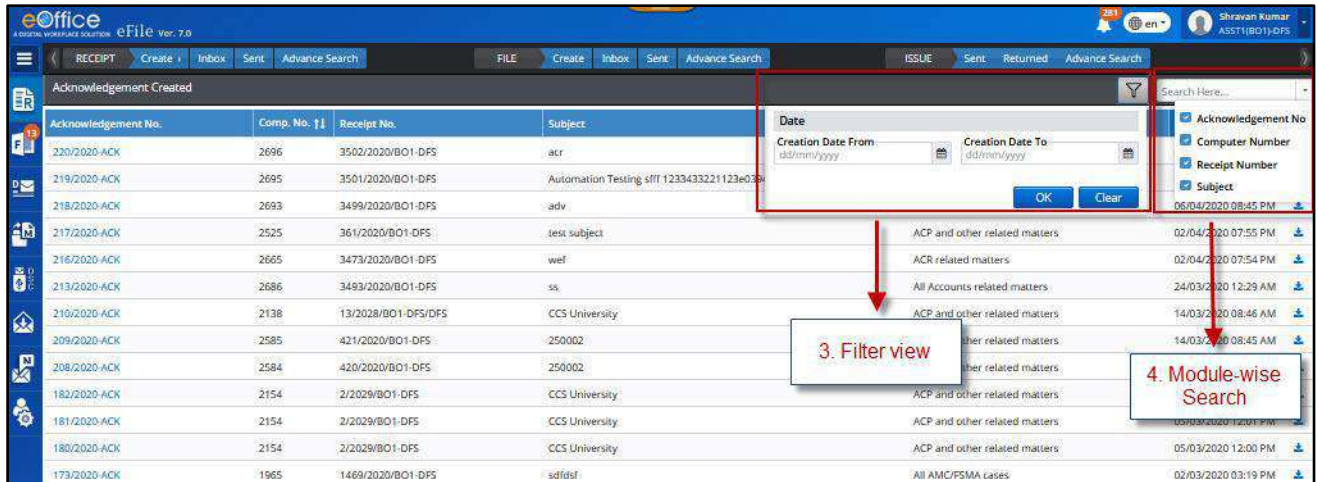 eOffice
A DIGITAL WORKPLACE SOLUTION eFile Ver. 7.0 281 en Shravan Kumar
ASST1(BO1)-DFS
RECEIPT Create Inbox Sent Advance Search FILE Create Inbox Sent Advance Search ISSUE Sent Returned Advance Search
Acknowledgement Created Search Here...
Acknowledgement No. Comp. No. Receipt No. Subject
Date
Creation Date From Creation Date To
dd/mm/yyyy dd/mm/yyyy
OK Clear
Acknowledgement No
Computer Number
Receipt Number
Subject
13
220/2020-ACK 2696 3502/2020/BO1-DFS acr
219/2020-ACK 2695 3501/2020/BO1-DFS Automation Testing sfff
218/2020-ACK 2693 3499/2020/BO1-DFS adv 06/04/2020 08:45 PM
217/2020-ACK 2525 361/2020/BO1-DFS test subject ACP and other related matters 02/04/2020 07:55 PM
216/2020-ACK 2665 3473/2020/BO1-DFS wef ACR related matters 02/04/2020 07:54 PM
213/2020-ACK 2686 3493/2020/BO1-DFS ss All Accounts related matters 24/03/2020 12:29 AM
210/2020-ACK 2138 13/2028/BO1-DFS/DFS CCS University ACP and other related matters 14/03/2020 08:46 AM
209/2020-ACK 2585 421/2020/BO1-DFS 250002 other related matters 14/03/2020 08:45 AM
208/2020-ACK 2584 420/2020/BO1-DFS 250002 other related matters
182/2020-ACK 2154 2/2029/BO1-DFS CCS University ACP and other related matters
181/2020-ACK 2154 2/2029/BO1-DFS CCS University ACP and other related matters 05/03/2020 12:01 PM
180/2020-ACK 2154 2/2029/BO1-DFS CCS University ACP and other related matters 05/03/2020 12:00 PM
173/2020-ACK 1965 1469/2020/BO1-DFS sdfdsf All AMC/FSMA cases 02/03/2020 03:19 PM
3. Filter view
4. Module-wise
Search